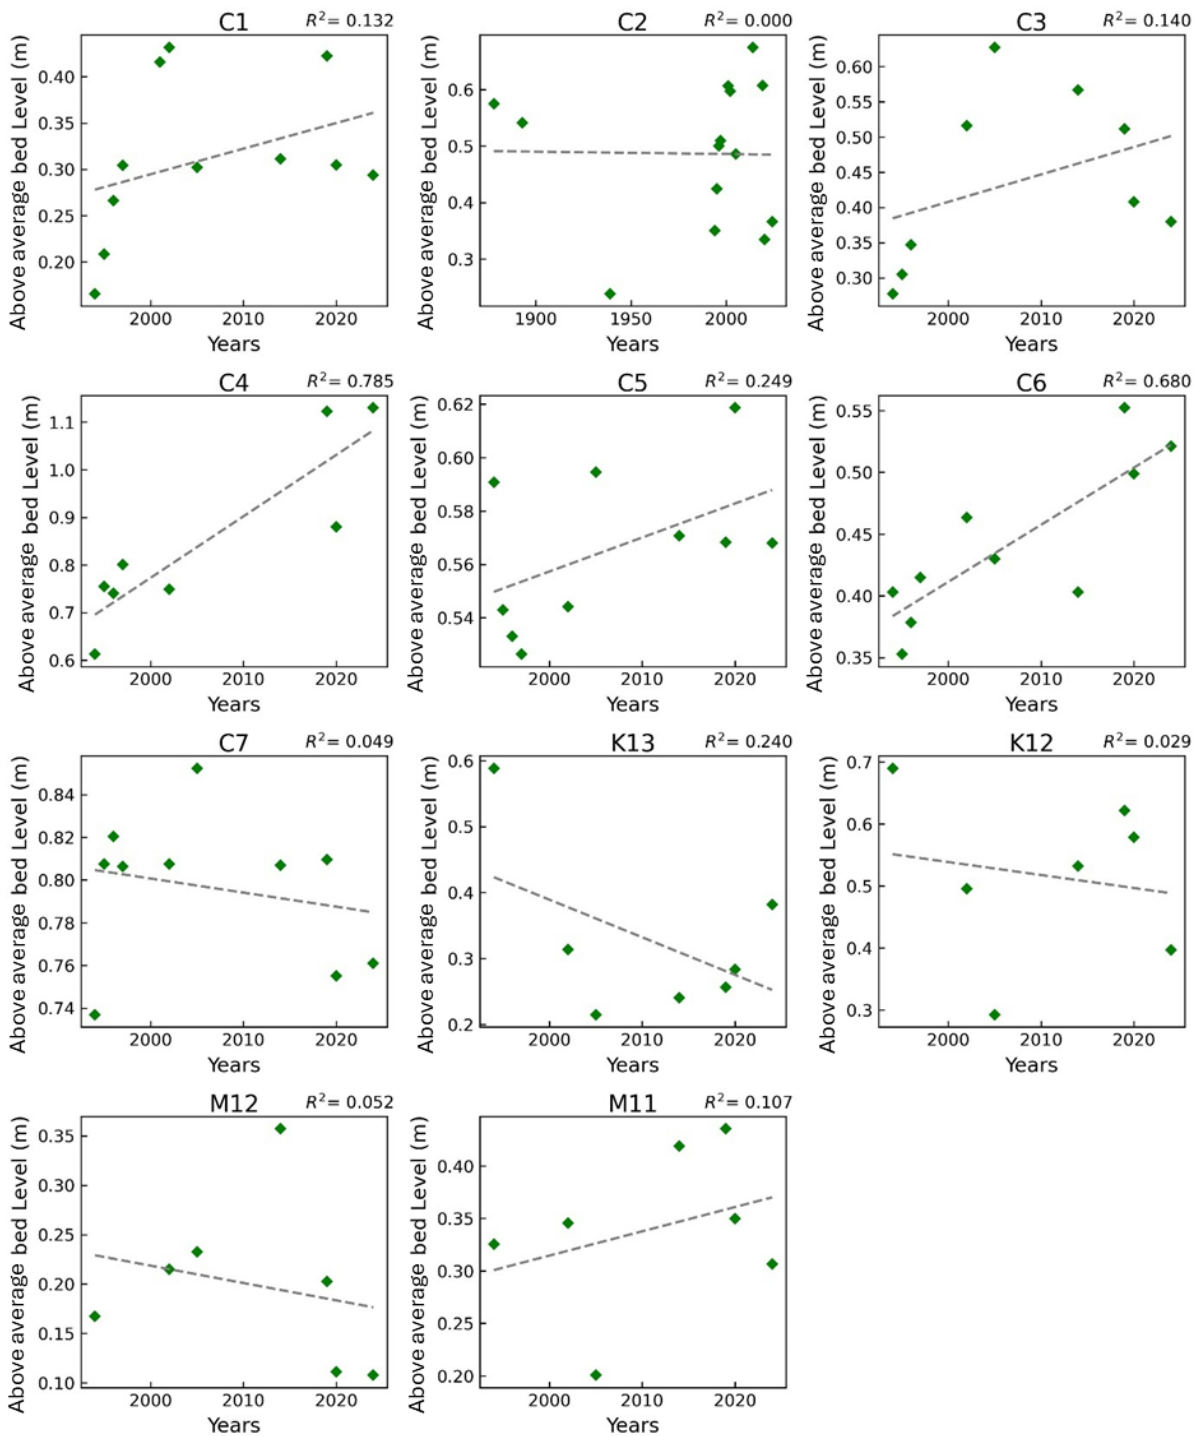 C1 R²= 0.132
Above average bed Level (m)
0.40
0.35
0.30
0.25
0.20
2000 2010 2020
Years
C2 R²= 0.000
Above average bed Level (m)
0.6
0.5
0.4
0.3
1900 1950 2000
Years
C3 R²= 0.140
Above average bed Level (m)
0.60
0.55
0.50
0.45
0.40
0.35
0.30
2000 2010 2020
Years
C4 R²= 0.785
Above average bed Level (m)
1.1
1.0
0.9
0.8
0.7
0.6
2000 2010 2020
Years
C5 R²= 0.249
Above average bed Level (m)
0.62
0.60
0.58
0.56
0.54
2000 2010 2020
Years
C6 R²= 0.680
Above average bed Level (m)
0.55
0.50
0.45
0.40
0.35
2000 2010 2020
Years
C7 R²= 0.049
Above average bed Level (m)
0.84
0.82
0.80
0.78
0.76
0.74
2000 2010 2020
Years
K13 R²= 0.240
Above average bed Level (m)
0.6
0.5
0.4
0.3
0.2
2000 2010 2020
Years
K12 R²= 0.029
Above average bed Level (m)
0.7
0.6
0.5
0.4
0.3
2000 2010 2020
Years
M12 R²= 0.052
Above average bed Level (m)
0.35
0.30
0.25
0.20
0.15
0.10
2000 2010 2020
Years
M11 R²= 0.107
Above average bed Level (m)
0.40
0.35
0.30
0.25
0.20
2000 2010 2020
Years